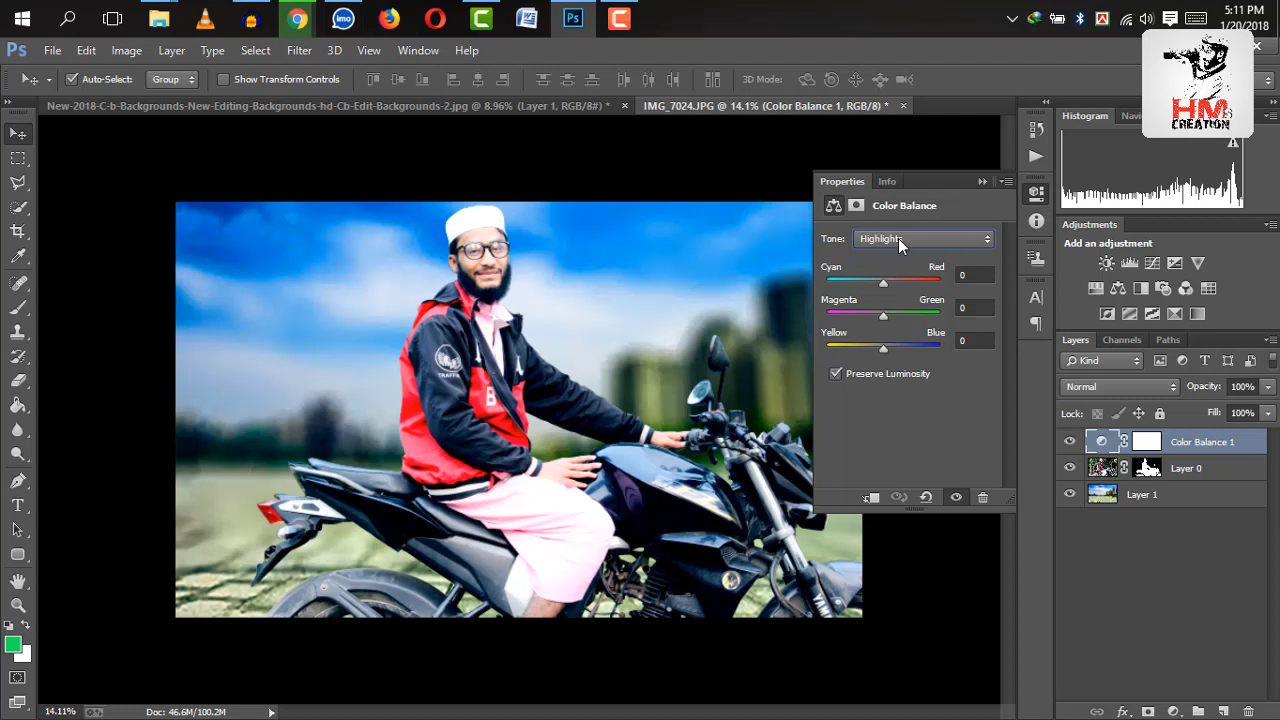 5:11 PM
1/20/2018
imo
Ps
Ps File Edit Image Layer Type Select Filter 3D View Window Help
Auto-Select: Group Show Transform Controls 3D Mode:
HM
CREATION
New-2018-C-b-Backgrounds-New-Editing-Backgrounds-hd-Cb-Edit-Backgrounds-2.jpg @ 8.96% (Layer 1, RGB/8#) * IMG_7024.JPG @ 14.1% (Color Balance 1, RGB/8) *
Histogram
Properties Info
Color Balance
Tone: Highlights
Cyan Red 0
Magenta Green 0
Yellow Blue 0
Preserve Luminosity
Adjustments
Add an adjustment
Layers Channels Paths
Kind
Normal Opacity: 100%
Lock: Fill: 100%
Color Balance 1
Layer 0
Layer 1
TRAFFIC
B
YAMA
14.11% Doc: 46.6M/100.2M